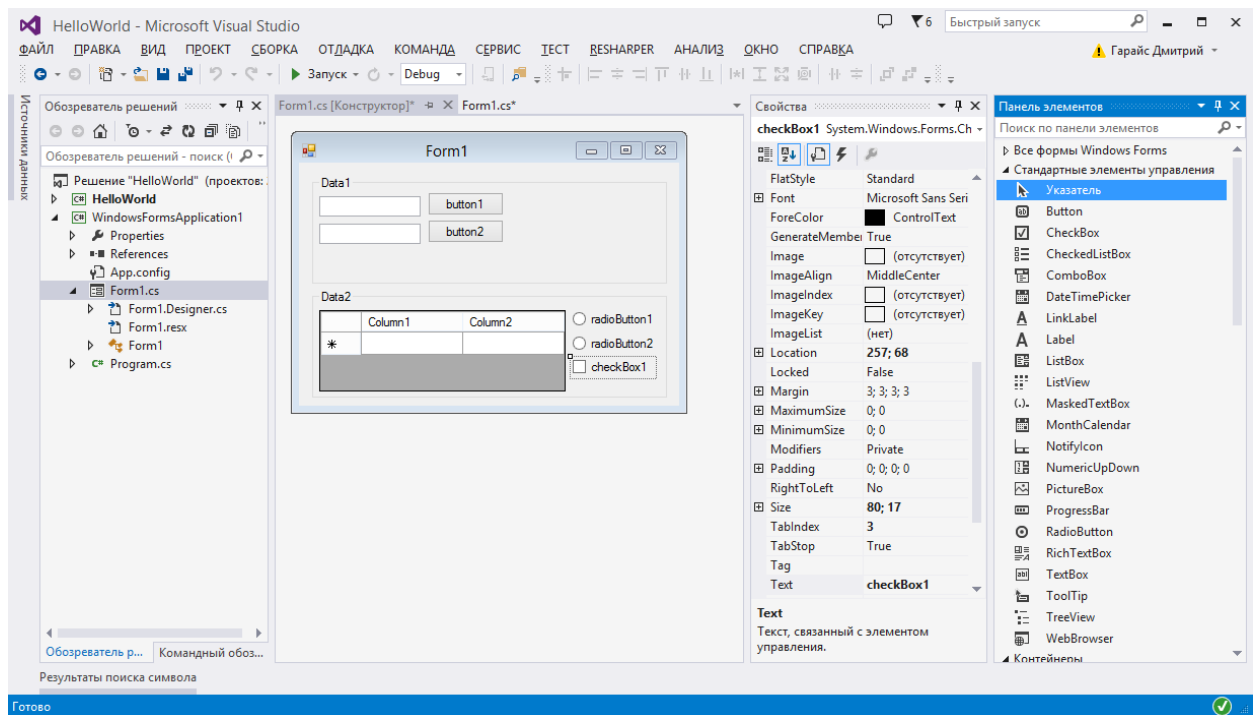 HelloWorld - Microsoft Visual Studio
6
Быстрый запуск
ФАЙЛ ПРАВКА ВИД ПРОЕКТ СБОРКА ОТЛАДКА КОМАНДА СЕРВИС ТЕСТ RESHARPER АНАЛИЗ ОКНО СПРАВКА
Гарайс Дмитрий
Запуск
Debug
Источники данных
Обозреватель решений
Обозреватель решений - поиск (
Решение "HelloWorld" (проектов:
HelloWorld
WindowsFormsApplication1
Properties
References
App.config
Form1.cs
Form1.Designer.cs
Form1.resx
Form1
Program.cs
Обозреватель р...
Командный обоз...
Form1.cs [Конструктор]*
Form1.cs*
Form1
Data1
button1
button2
Data2
Column1 Column2
radioButton1
radioButton2
checkBox1
Свойства
checkBox1 System.Windows.Forms.Ch
FlatStyle Standard
Font Microsoft Sans Seri
ForeColor ControlText
GenerateMember True
Image (отсутствует)
ImageAlign MiddleCenter
ImageIndex (отсутствует)
ImageKey (отсутствует)
ImageList (нет)
Location 257; 68
Locked False
Margin 3; 3; 3; 3
MaximumSize 0; 0
MinimumSize 0; 0
Modifiers Private
Padding 0; 0; 0; 0
RightToLeft No
Size 80; 17
TabIndex 3
TabStop True
Tag
Text checkBox1
Text
Текст, связанный с элементом
управления.
Панель элементов
Поиск по панели элементов
Все формы Windows Forms
Стандартные элементы управления
Указатель
Button
CheckBox
CheckedListBox
ComboBox
DateTimePicker
LinkLabel
Label
ListBox
ListView
MaskedTextBox
MonthCalendar
NotifyIcon
NumericUpDown
PictureBox
ProgressBar
RadioButton
RichTextBox
TextBox
ToolTip
TreeView
WebBrowser
Контейнеры
Результаты поиска символа
Готово